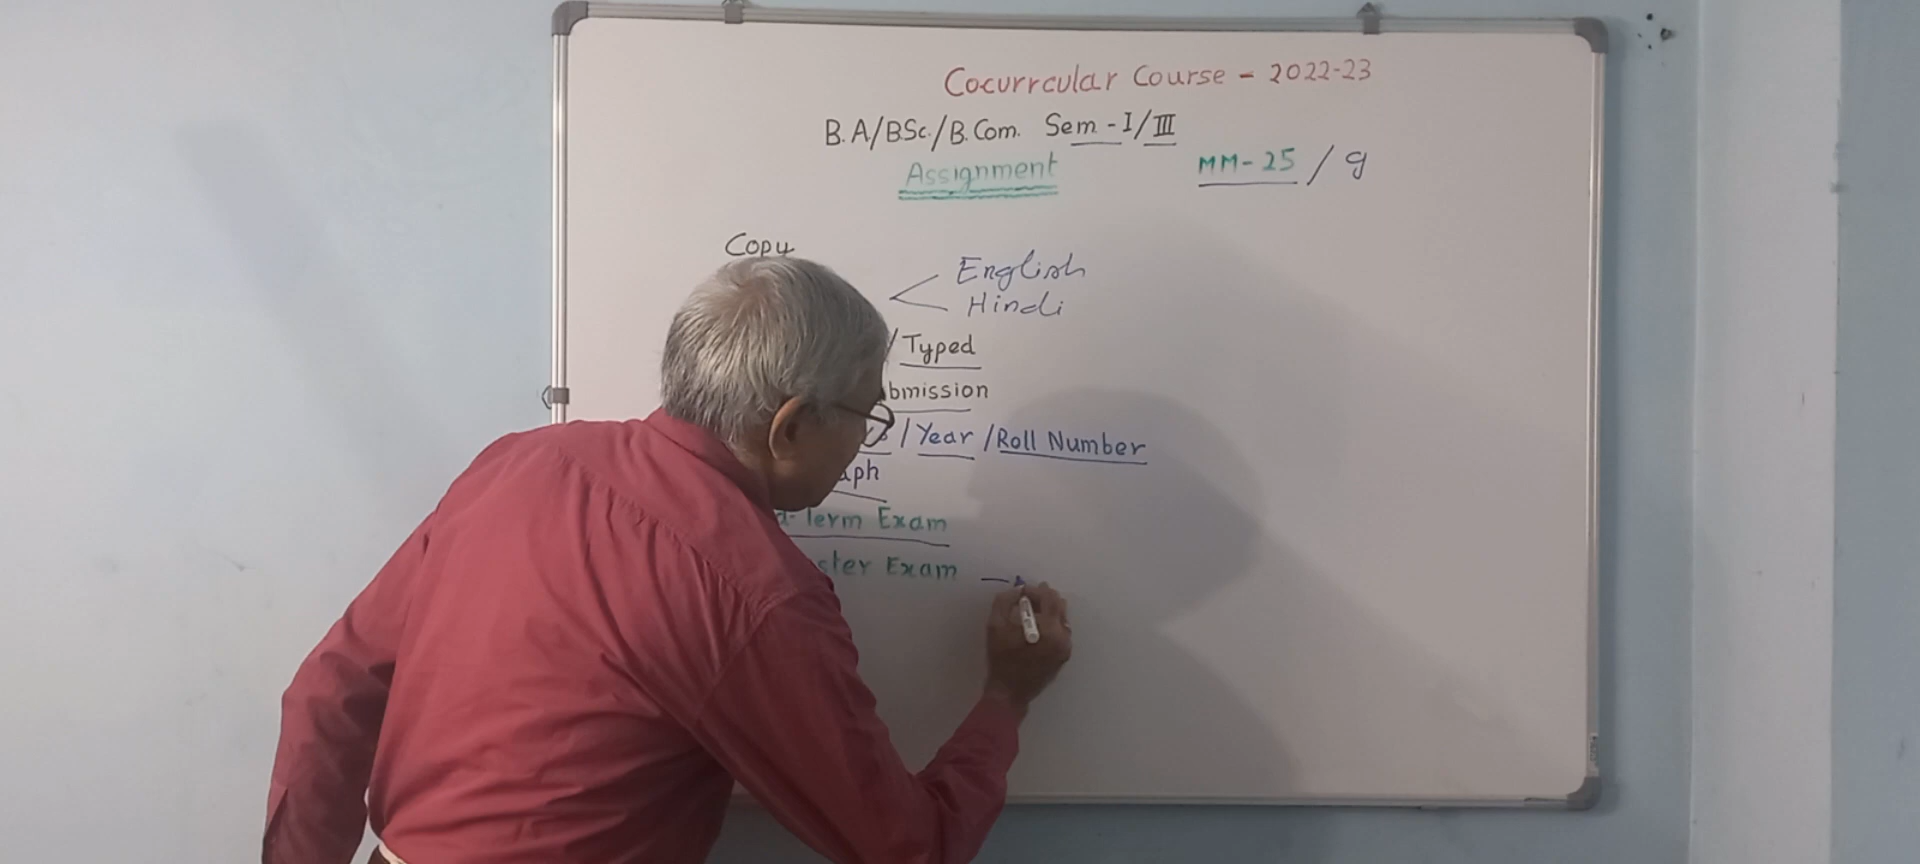 Cocurrcular Course - 2022-23
B.A/BSc./B.Com. Sem-I/III
Assignment MM-25 / 9
Copy
English
Hindi
/Typed
bmission
/Year/Roll Number
aph
Term Exam
ster Exam —